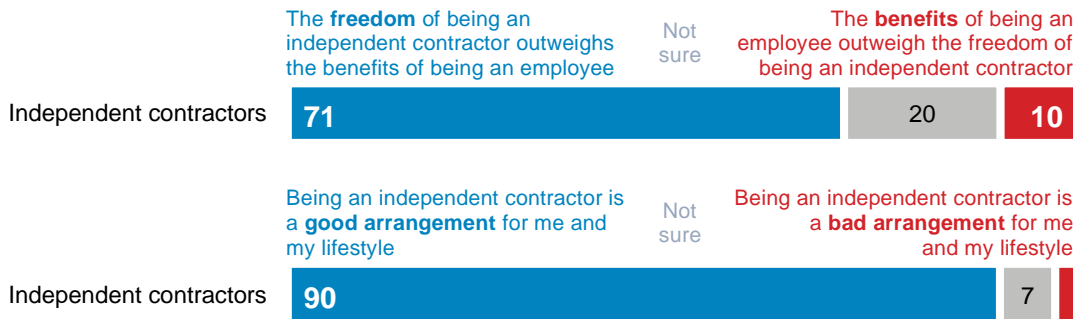 The freedom of being an
independent contractor outweighs
the benefits of being an employee
Not
sure
The benefits of being an
employee outweigh the freedom of
being an independent contractor
Independent contractors
71
20
10
Being an independent contractor is
a good arrangement for me and
my lifestyle
Not
sure
Being an independent contractor is
a bad arrangement for me
and my lifestyle
Independent contractors
90
7